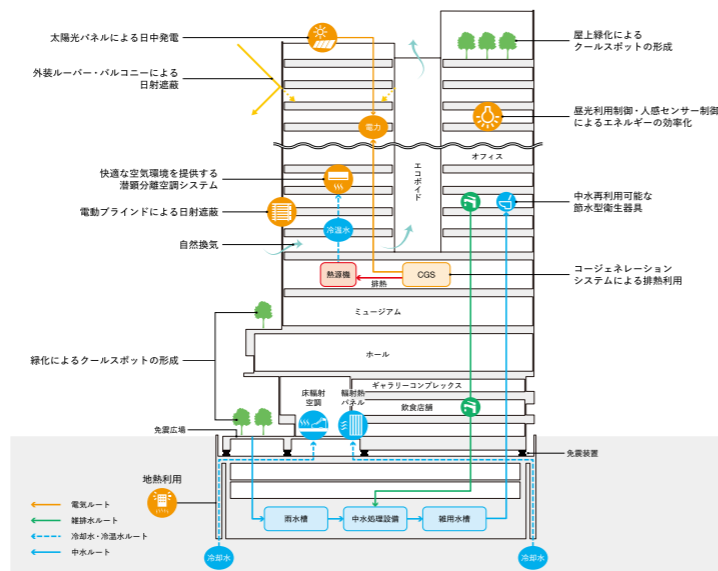 太陽光パネルによる日中発電
外装ルーバー・バルコニーによる
日射遮蔽
屋上緑化による
クールスポットの形成
電力
昼光利用制御・人感センサー制御
によるエネルギーの効率化
オフィス
エコボイド
快適な空気環境を提供する
潜顕分離空調システム
電動ブラインドによる日射遮蔽
中水再利用可能な
節水型衛生器具
冷温水
自然換気
熱源機
排熱
CGS
コージェネレーション
システムによる排熱利用
ミュージアム
ホール
緑化によるクールスポットの形成
ギャラリーコンプレックス
床輻射
空調
輻射熱
パネル
飲食店舗
免震広場
免震装置
地熱利用
電気ルート
雑排水ルート
冷却水・冷温水ルート
中水ルート
雨水槽
中水処理設備
雑用水槽
冷却水
冷却水